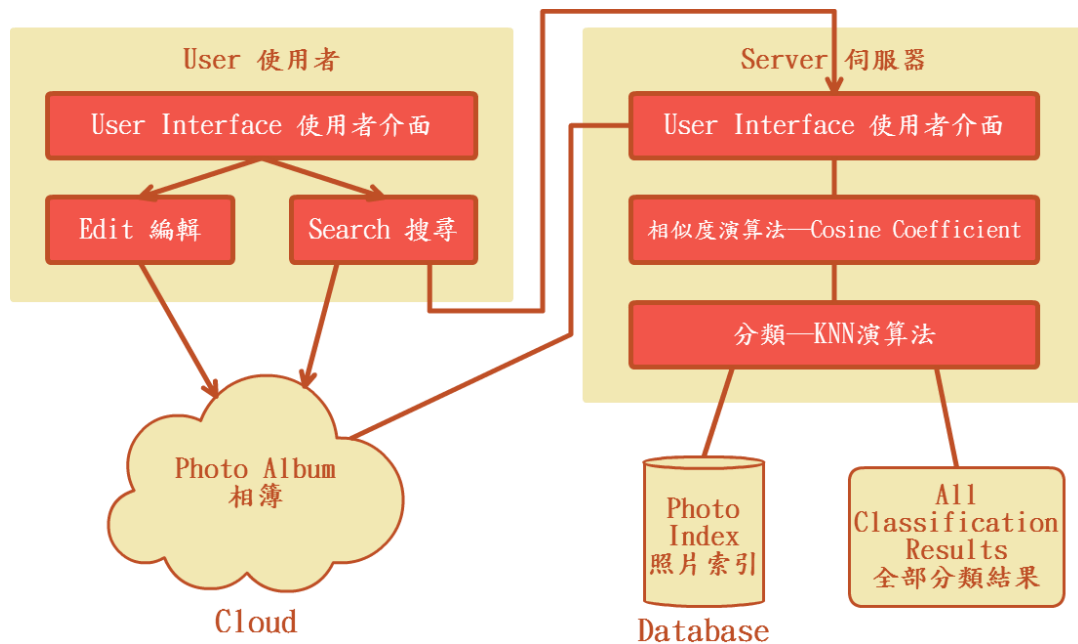 User 使用者
User Interface 使用者介面
Edit 編輯
Search 搜尋
Photo Album
相簿
Cloud
Server 伺服器
User Interface 使用者介面
相似度演算法—Cosine Coefficient
分類—KNN演算法
Photo
Index
照片索引
Database
All
Classification
Results
全部分類結果